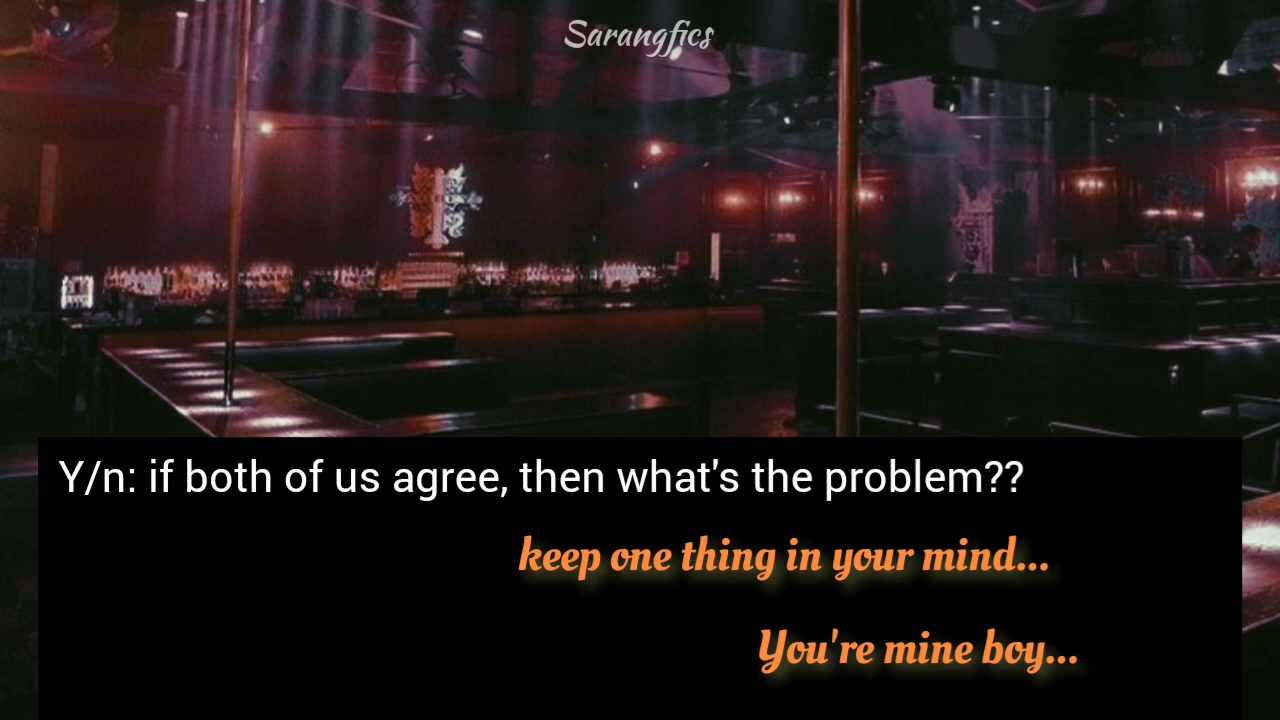 Sarangfics
Y/n: if both of us agree, then what's the problem??
keep one thing in your mind...
You're mine boy...